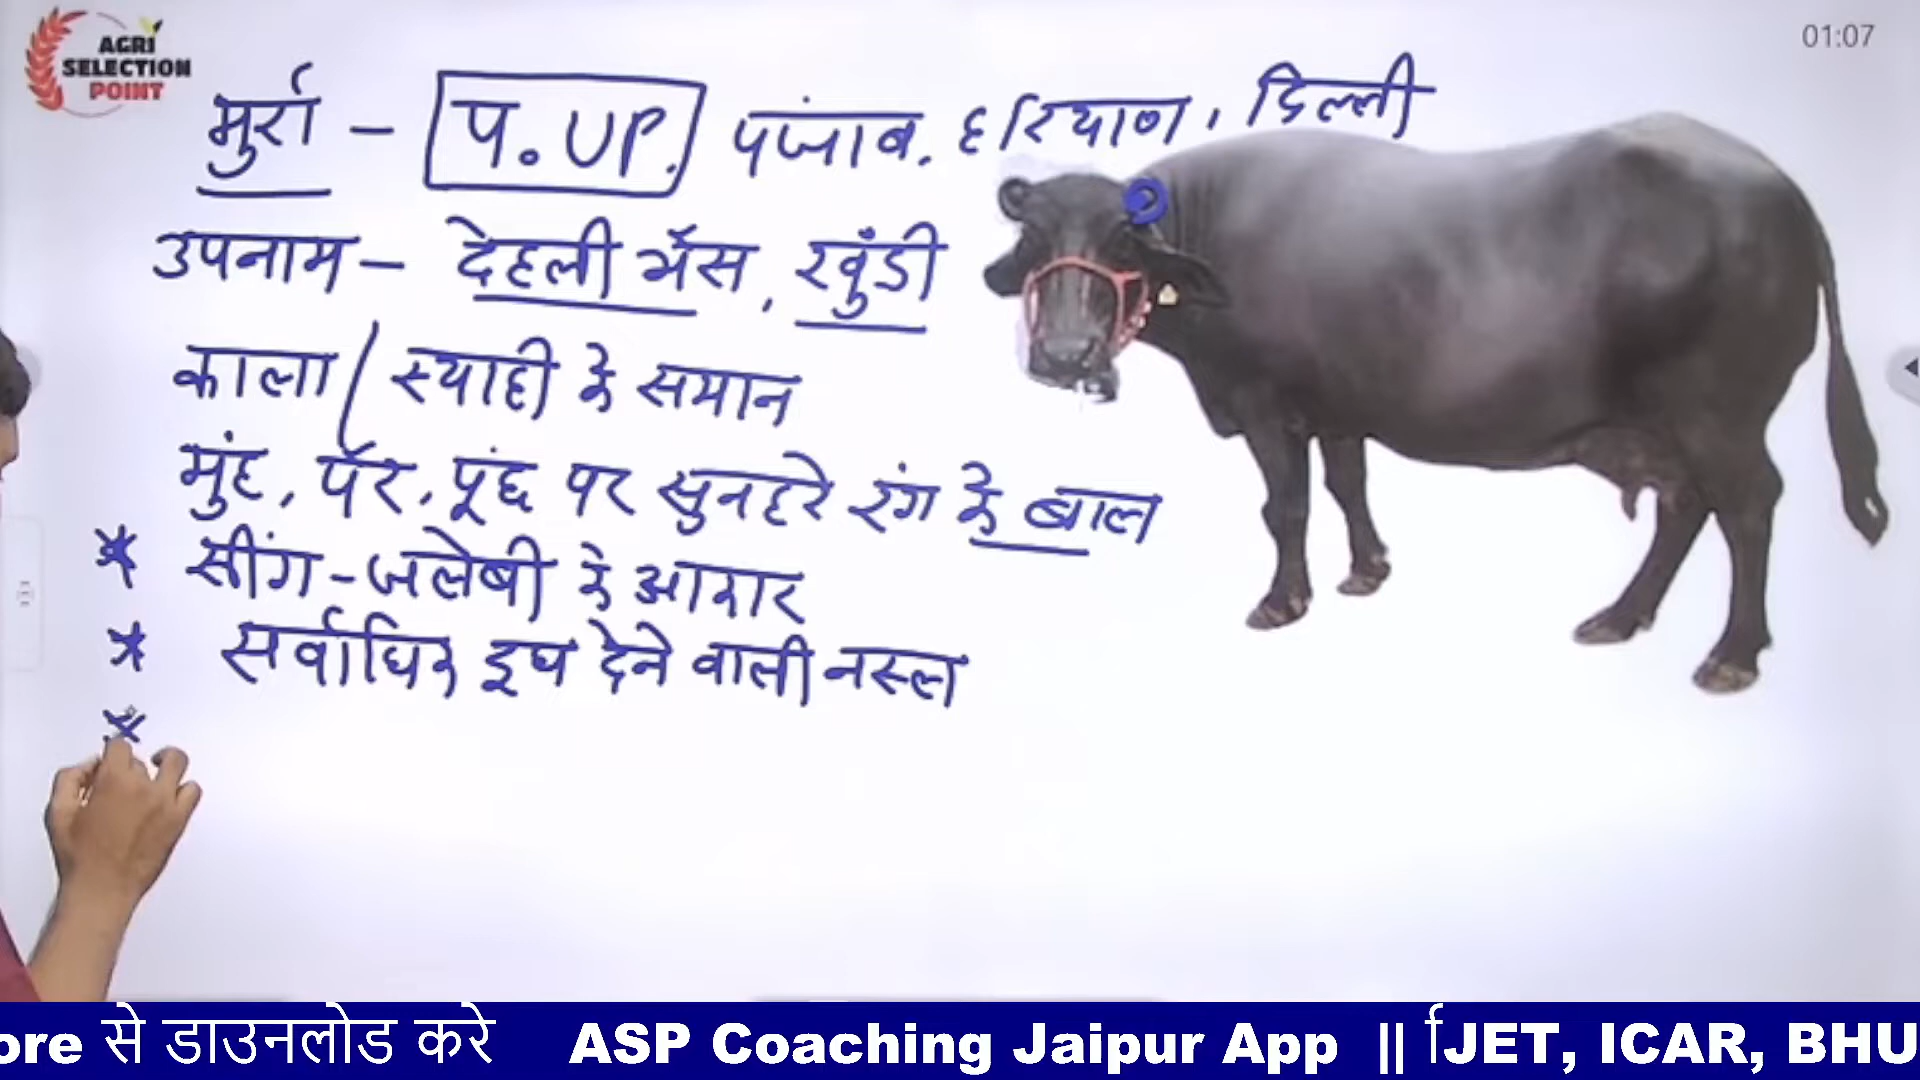 AGRI
SELECTION
POINT
01:07
मुर्रा - प. UP. पंजाब, हरियाणा, दिल्ली
उपनाम - देहली भैंस, खुंडी
काला / स्याही के समान
मुंह, पैर, पूंछ पर सुनहरे रंग के बाल
* सींग - जलेबी के आकार
* सर्वाधिक दूध देने वाली नस्ल
*
ore से डाउनलोड करे ASP Coaching Jaipur App || JET, ICAR, BHU